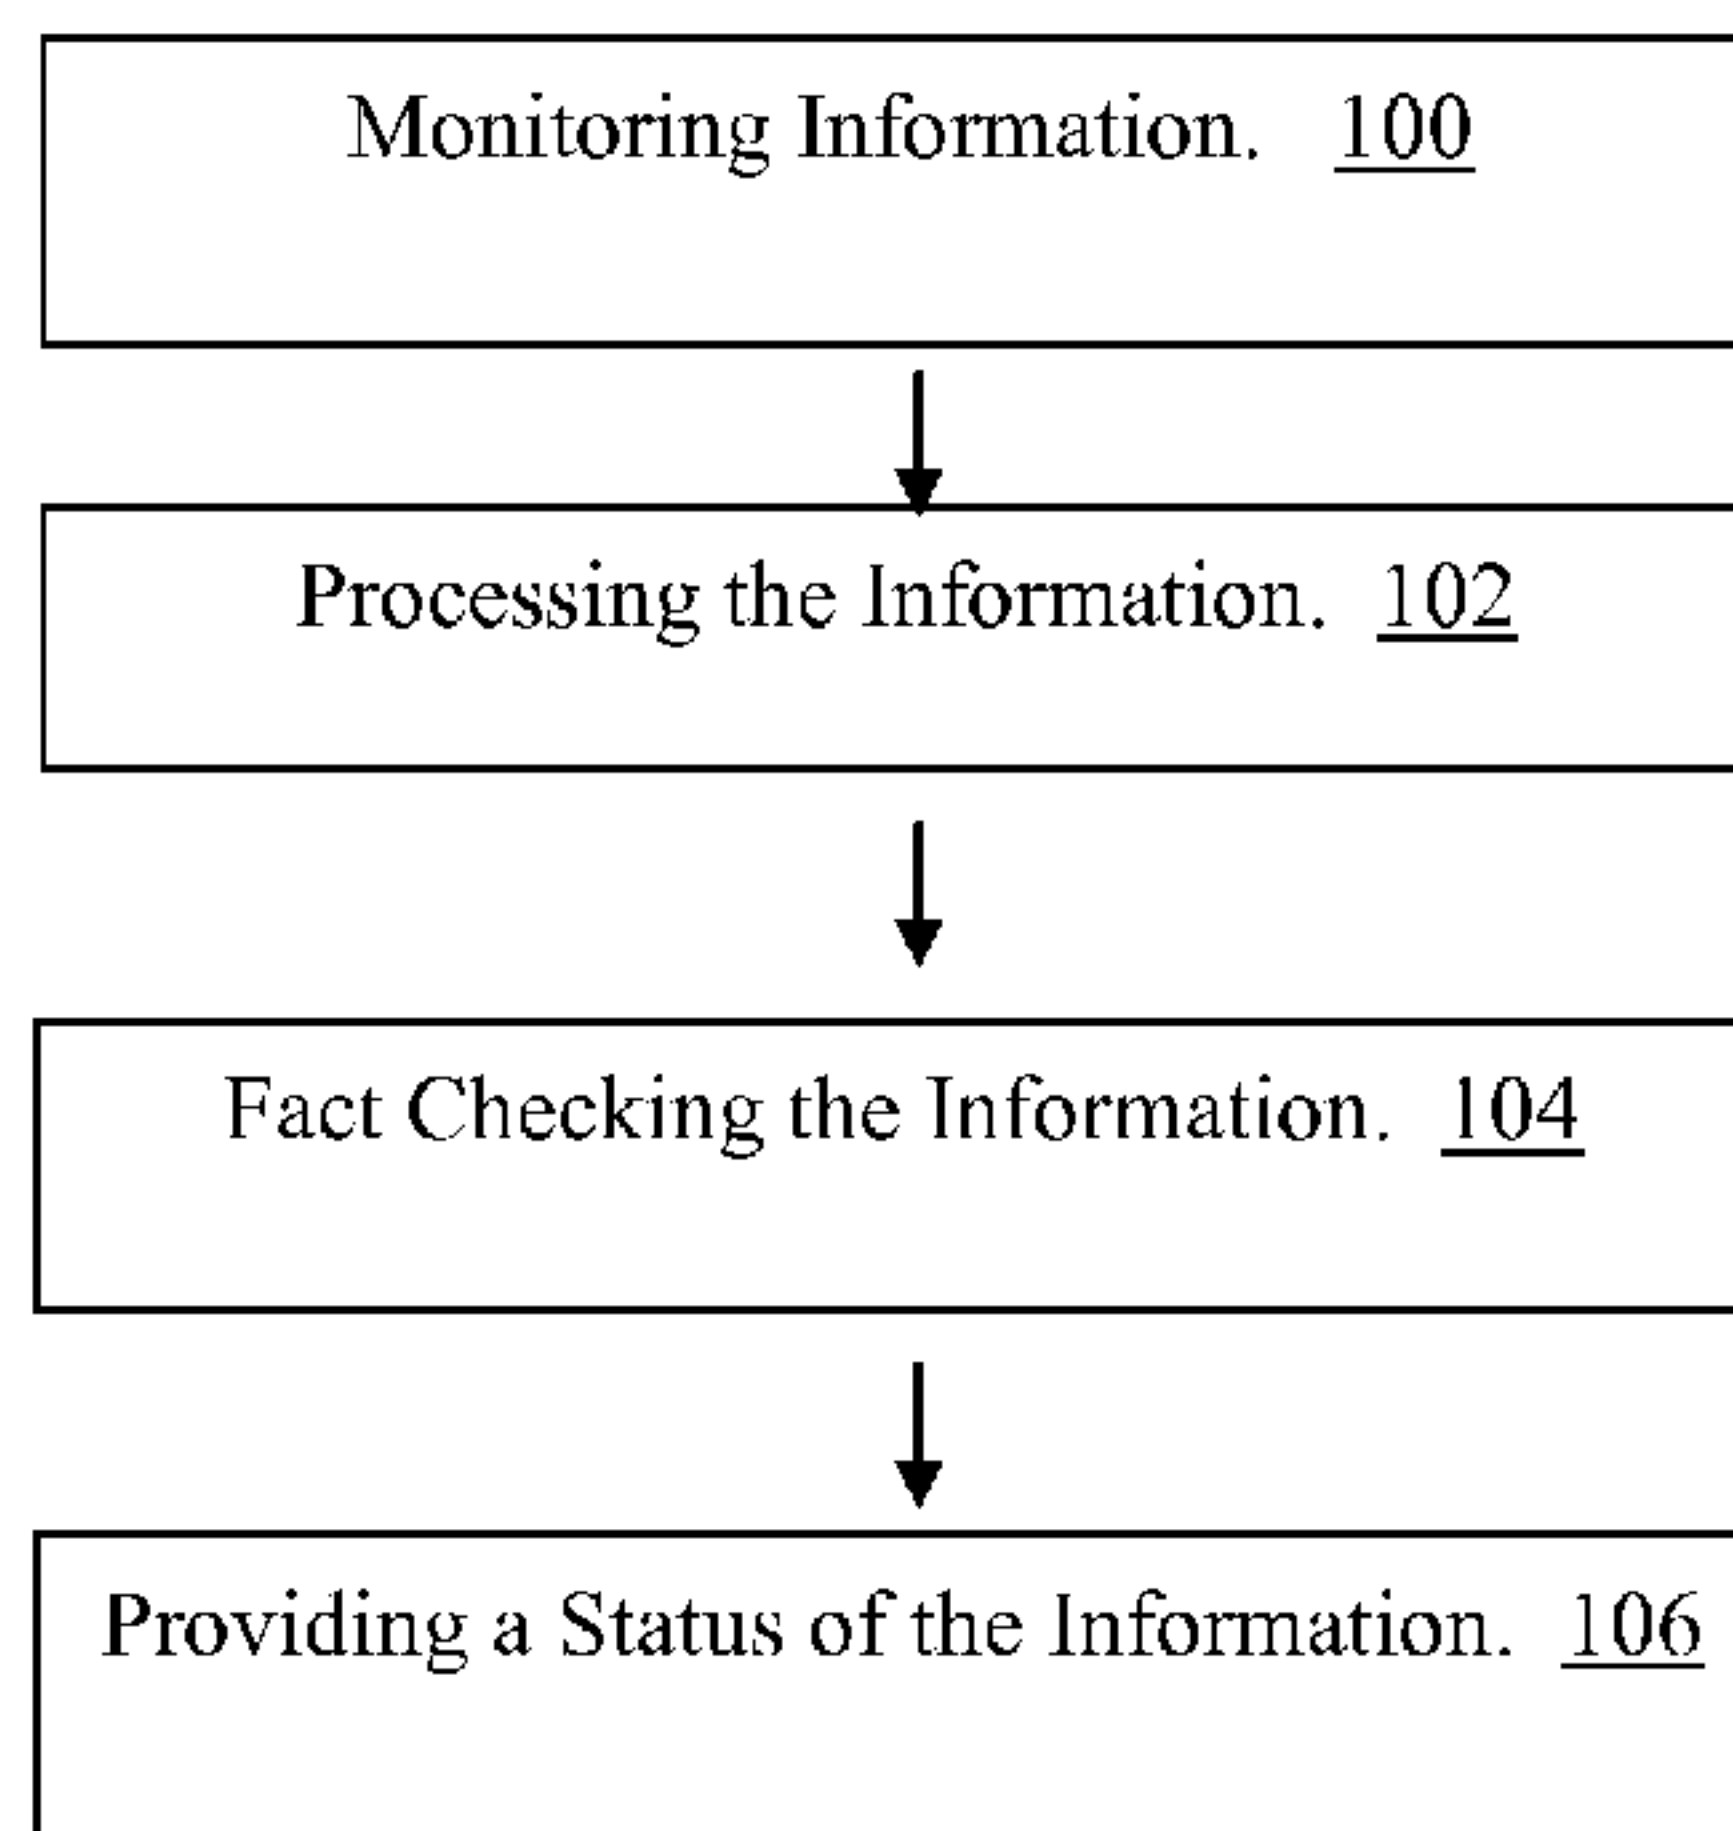 Monitoring Information. 100
Processing the Information. 102
Fact Checking the Information. 104
Providing a Status of the Information. 106